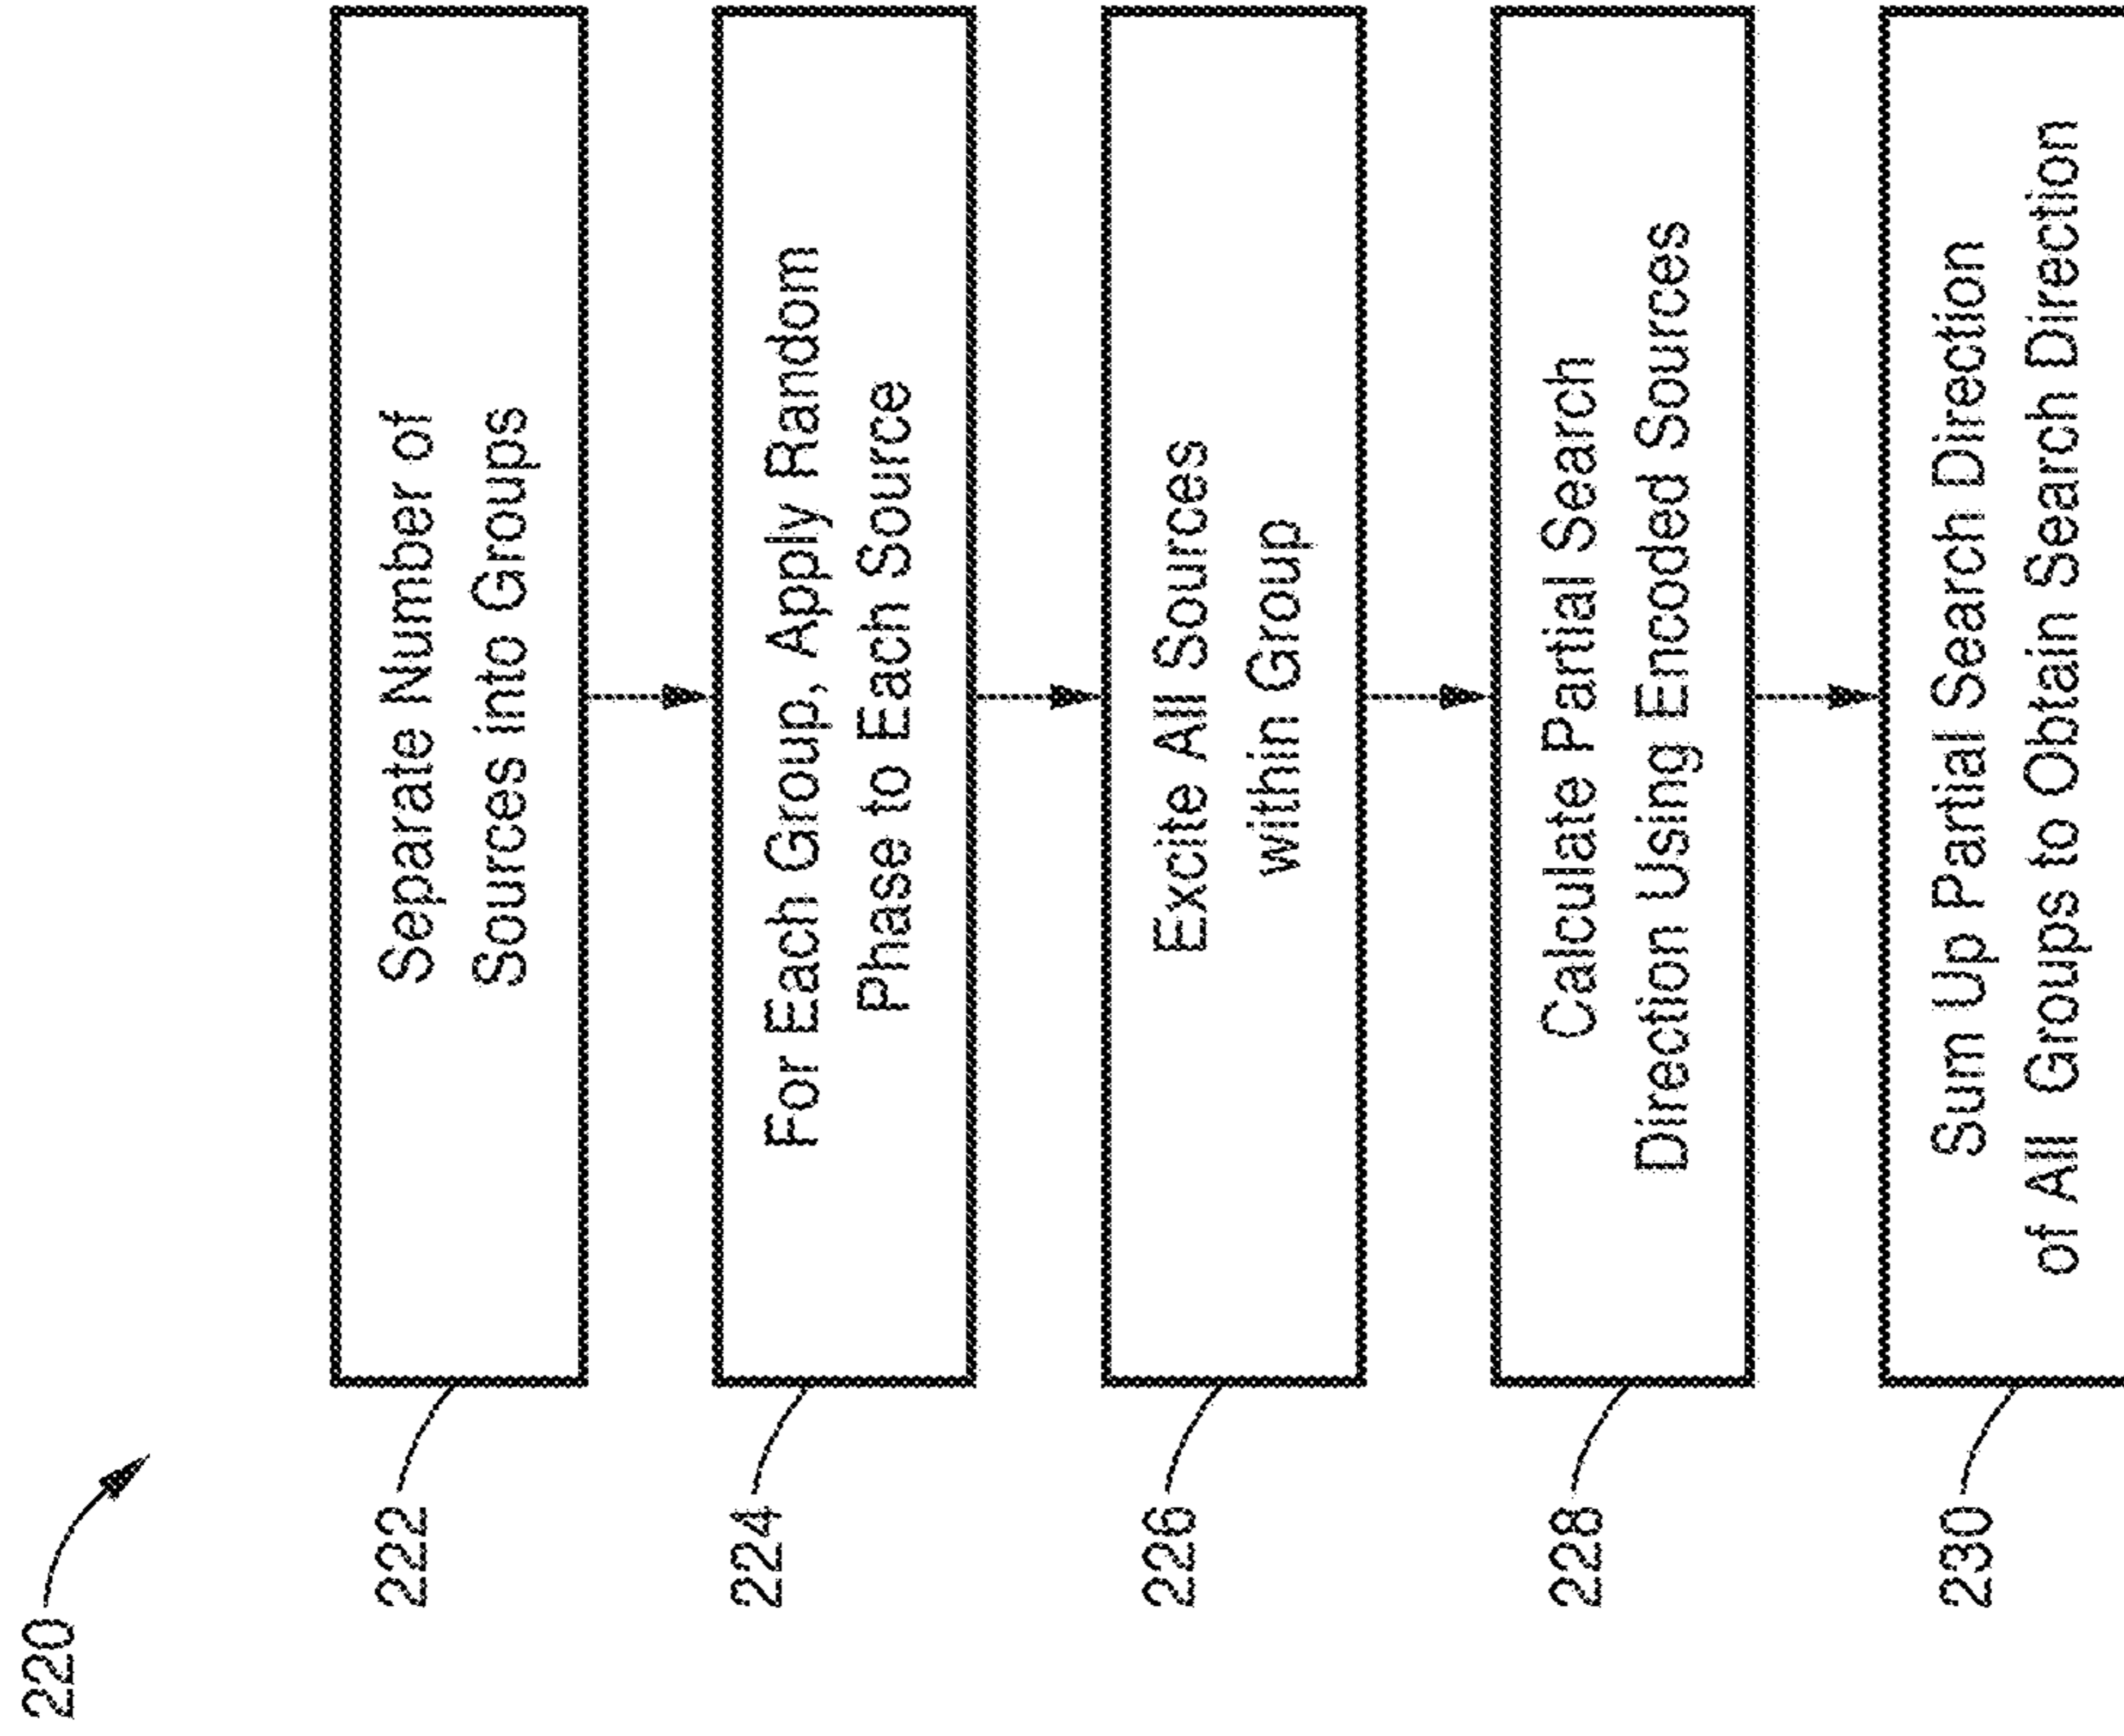 220
222
Separate Number of
Sources into Groups
224
For Each Group, Apply Random
Phase to Each Source
226
Excite All Sources
within Group
228
Calculate Partial Search
Direction Using Encoded Sources
230
Sum Up Partial Search Direction
of All Groups to Obtain Search Direction